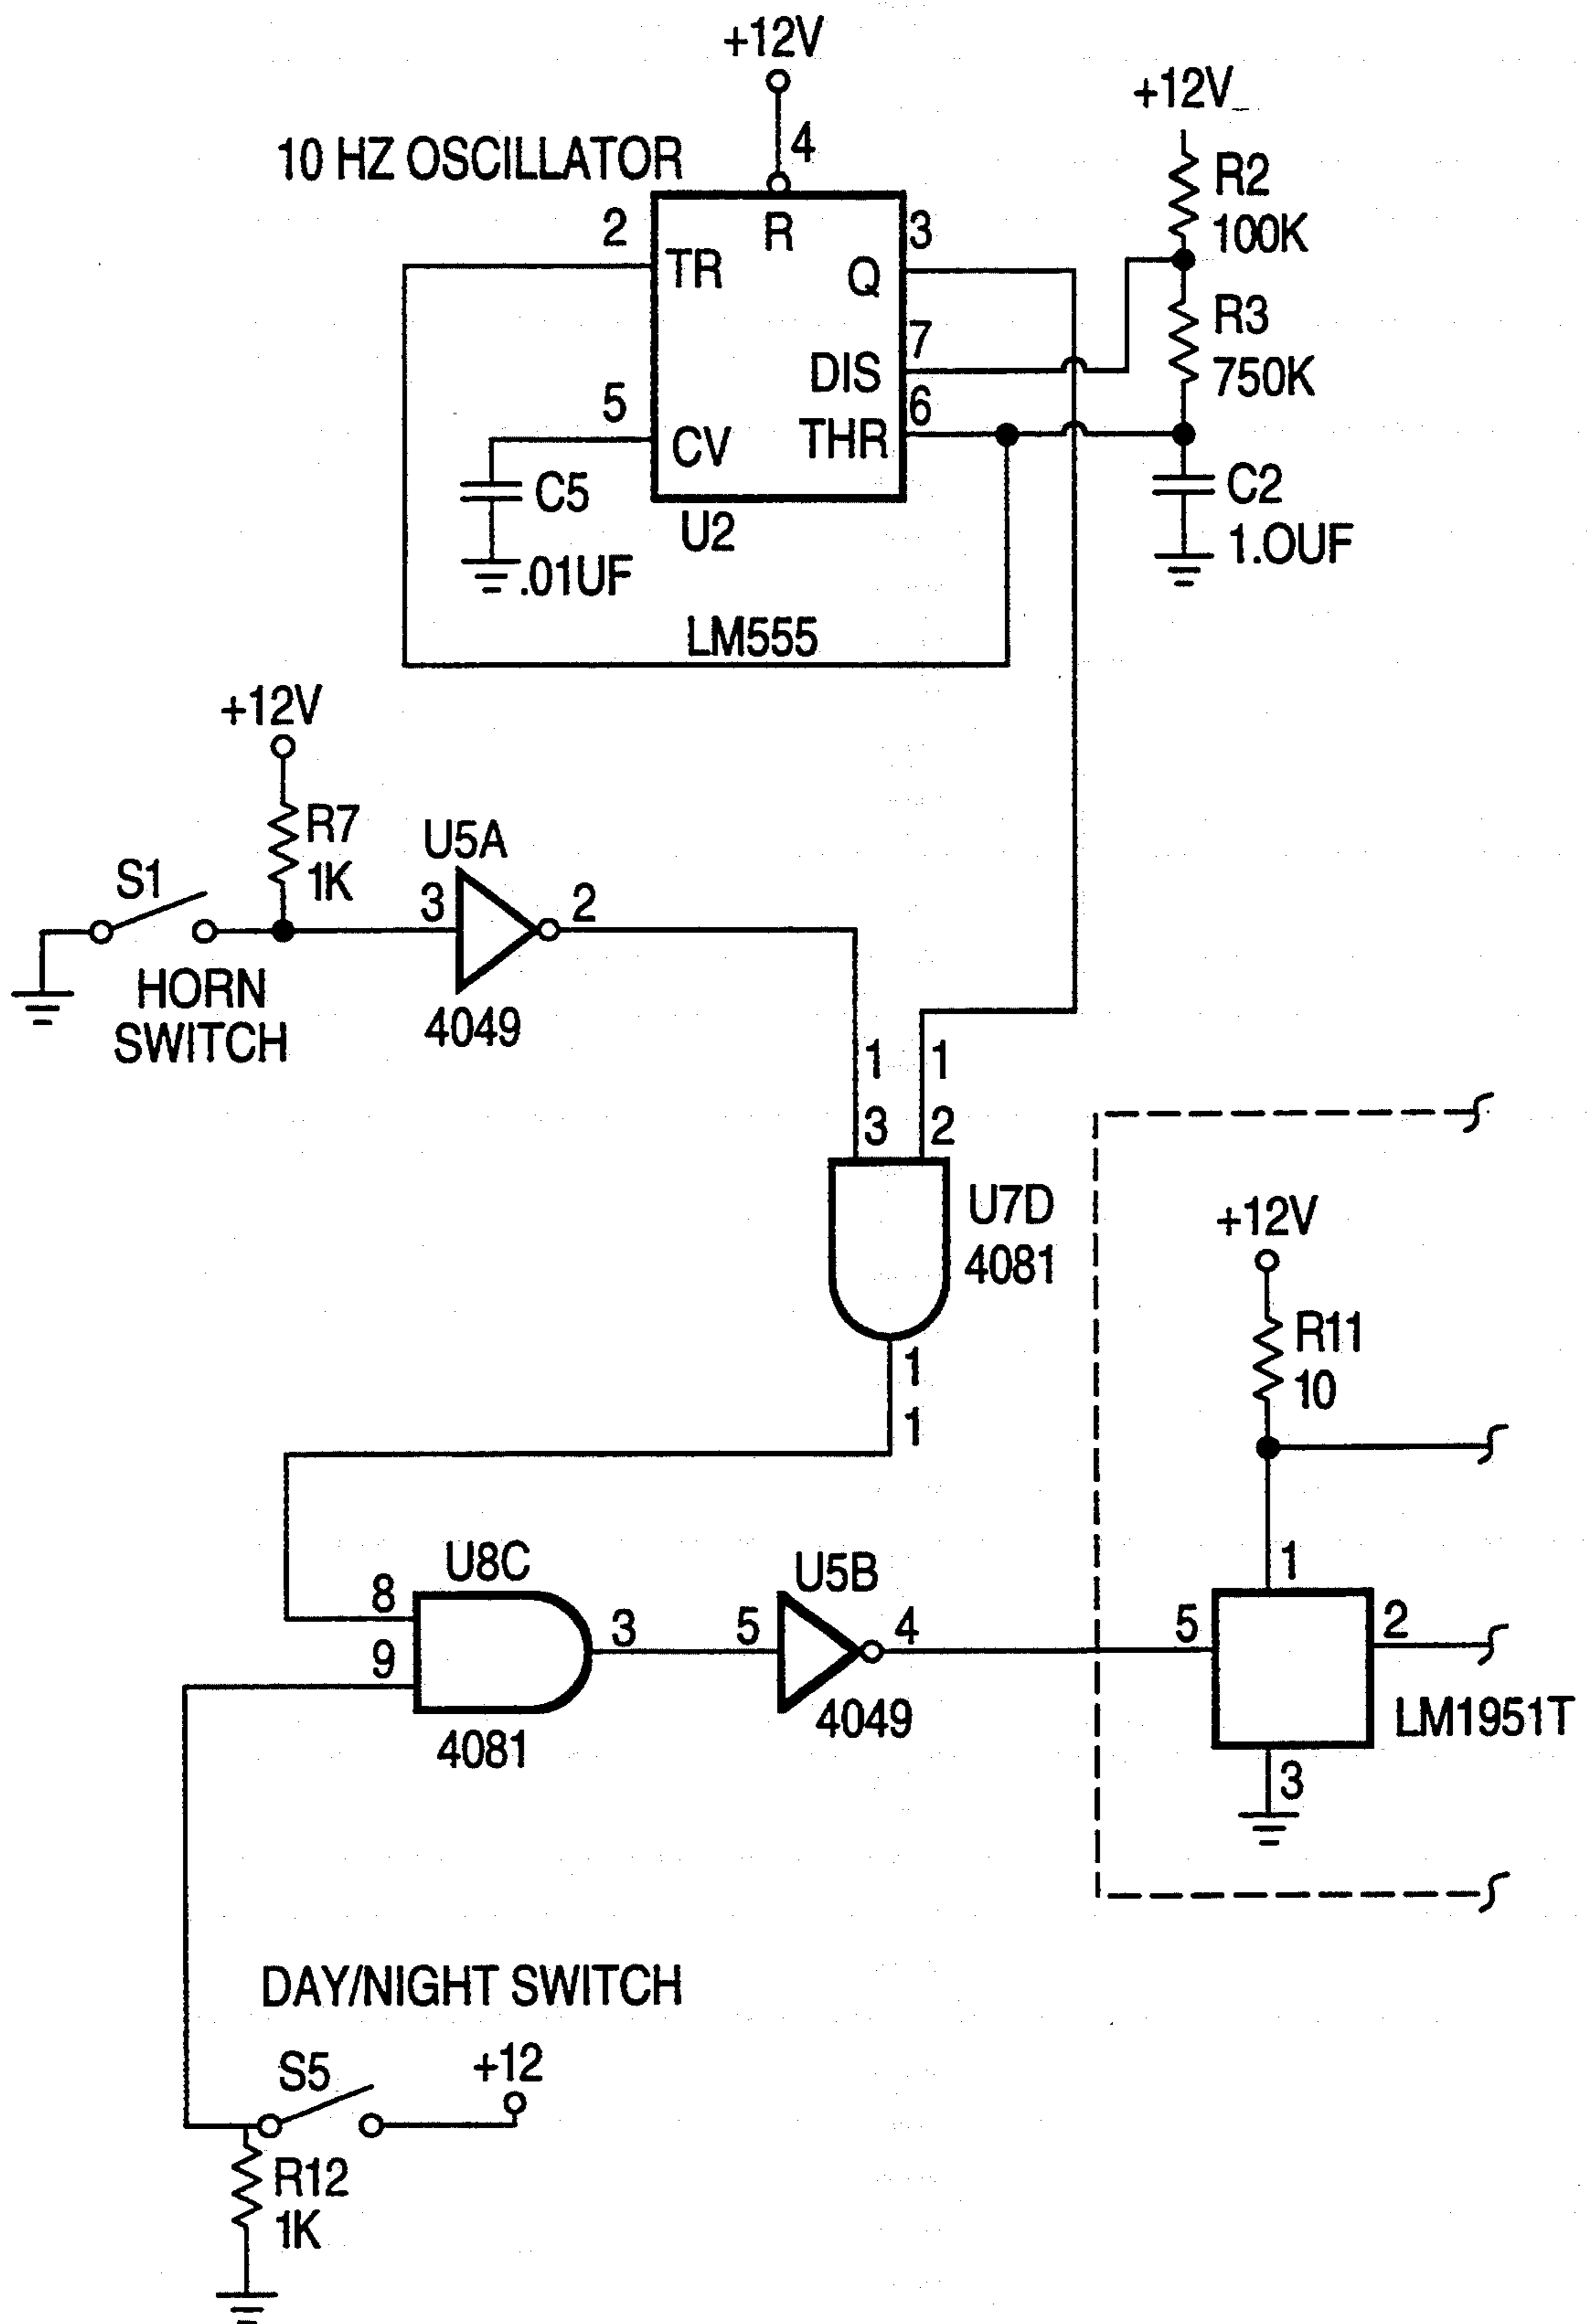 +12V
+12V
10 HZ OSCILLATOR
4
R2
100K
2
R
3
TR
Q
7
R3
750K
DIS
5
6
CV
THR
C5
.01UF
U2
C2
1.OUF
LM555
+12V
R7
1K
S1
HORN
SWITCH
U5A
3
2
4049
1
3
1
2
U7D
4081
1
1
+12V
R11
10
U8C
8
9
3
4081
U5B
5
4
4049
1
5
2
LM1951T
3
DAY/NIGHT SWITCH
S5
+12
R12
1K